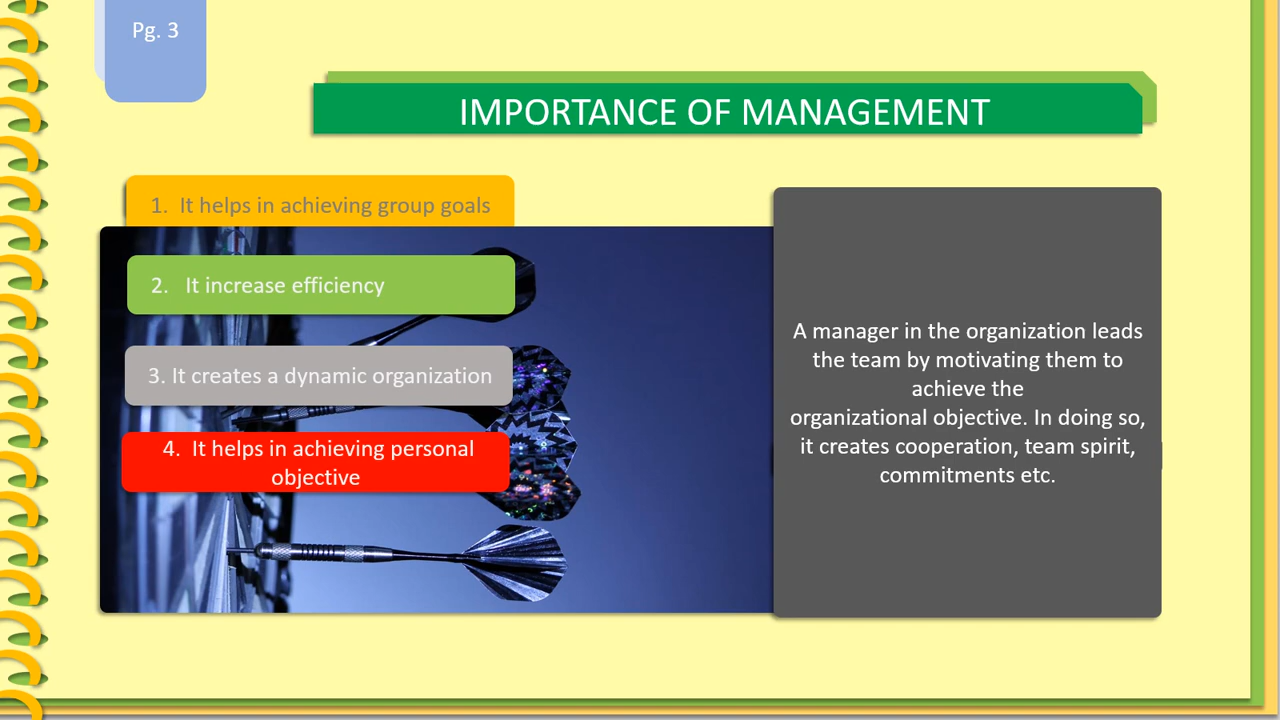 Pg. 3
IMPORTANCE OF MANAGEMENT
1. It helps in achieving group goals
2. It increase efficiency
3. It creates a dynamic organization
4. It helps in achieving personal
objective
A manager in the organization leads
the team by motivating them to
achieve the
organizational objective. In doing so,
it creates cooperation, team spirit,
commitments etc.